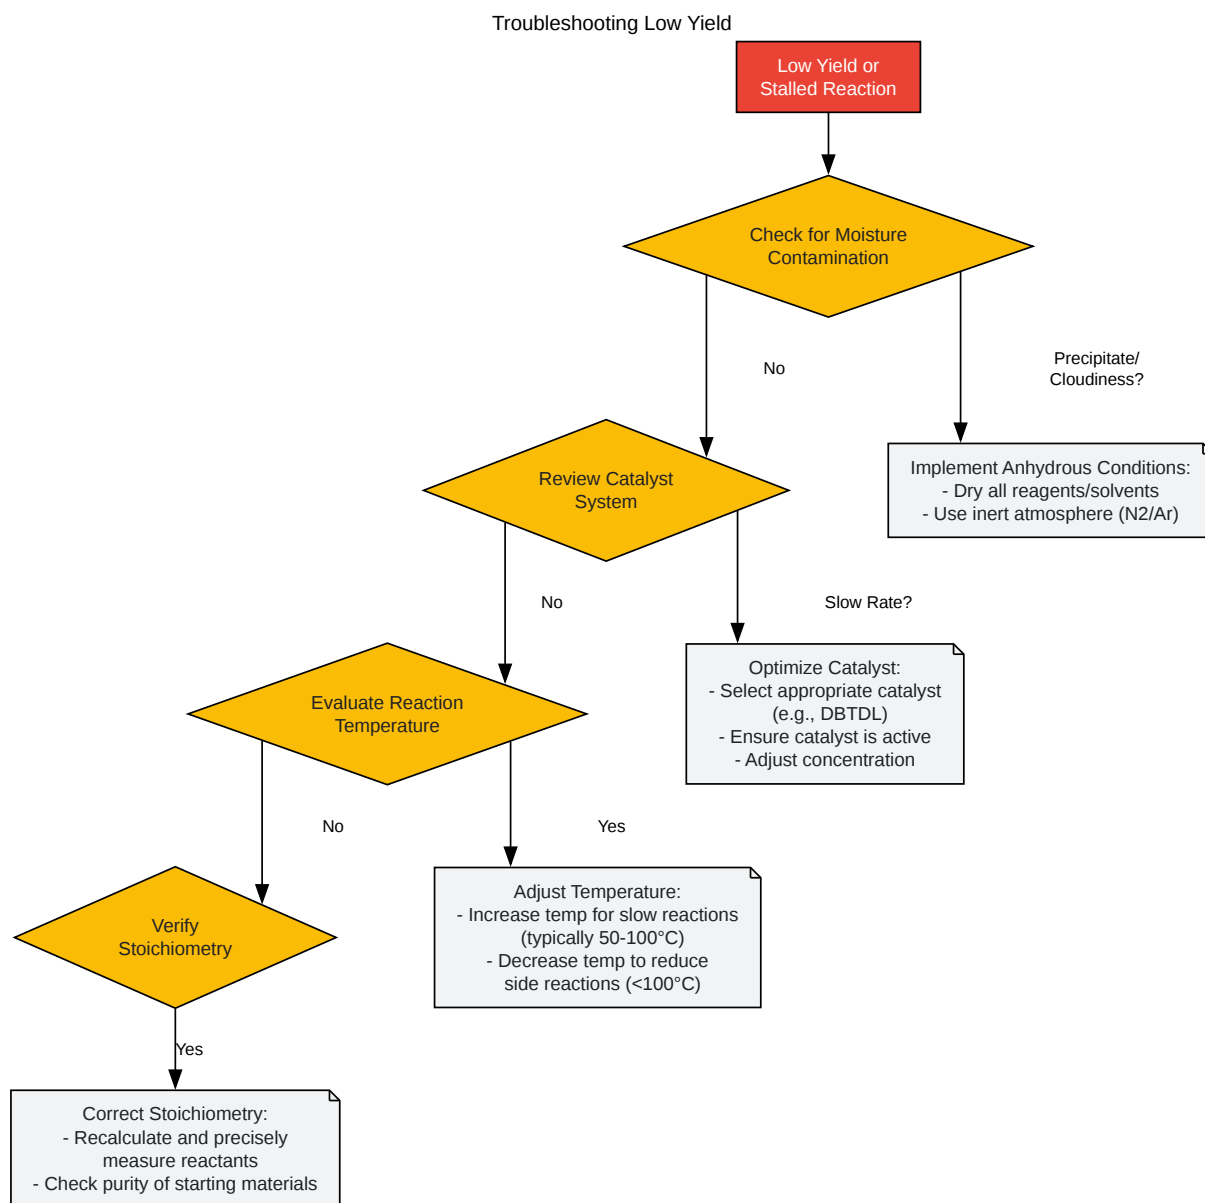 Troubleshooting Low Yield
Low Yield or
Stalled Reaction
Check for Moisture
Contamination
No
Precipitate/
Cloudiness?
Implement Anhydrous Conditions:
- Dry all reagents/solvents
- Use inert atmosphere (N2/Ar)
Review Catalyst
System
No
Slow Rate?
Optimize Catalyst:
- Select appropriate catalyst
(e.g., DBTDL)
- Ensure catalyst is active
- Adjust concentration
Evaluate Reaction
Temperature
No
Yes
Adjust Temperature:
- Increase temp for slow reactions
(typically 50-100°C)
- Decrease temp to reduce
side reactions (<100°C)
Verify
Stoichiometry
Yes
Correct Stoichiometry:
- Recalculate and precisely
measure reactants
- Check purity of starting materials